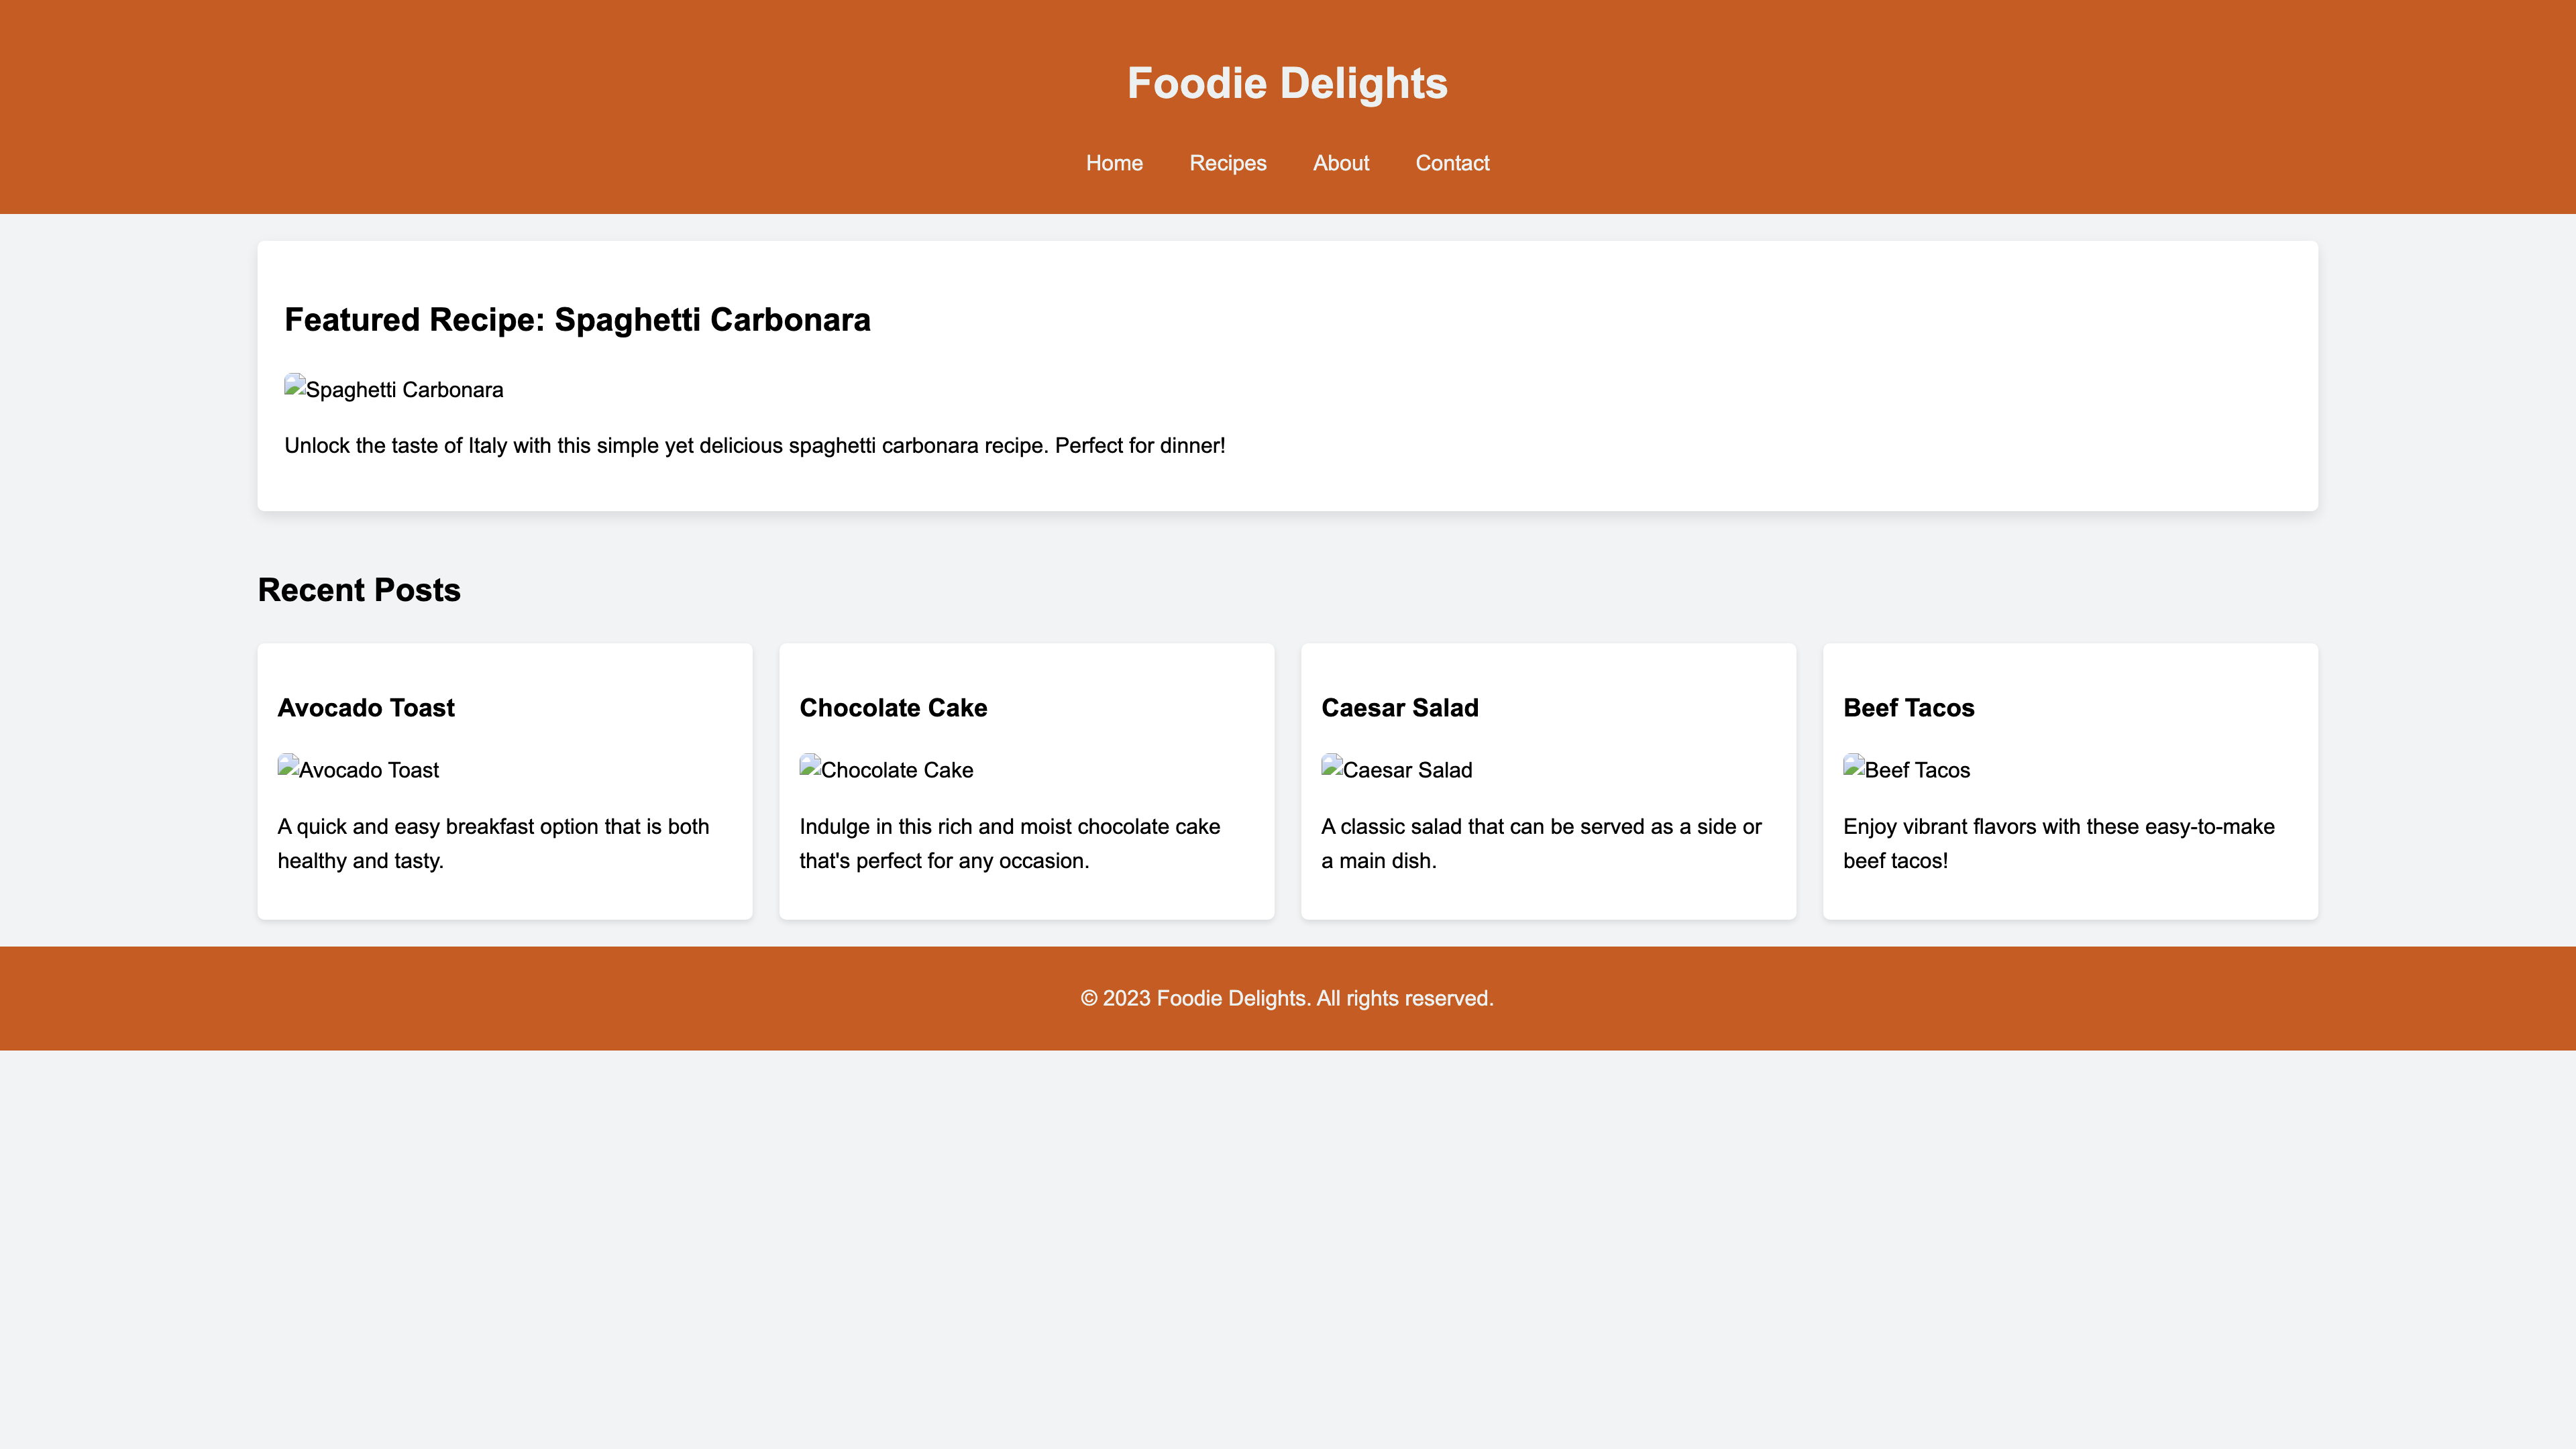 Foodie Delights
Home Recipes About Contact
Featured Recipe: Spaghetti Carbonara
Spaghetti Carbonara
Unlock the taste of Italy with this simple yet delicious spaghetti carbonara recipe. Perfect for dinner!
Recent Posts
Avocado Toast
Avocado Toast
A quick and easy breakfast option that is both
healthy and tasty.
Chocolate Cake
Chocolate Cake
Indulge in this rich and moist chocolate cake
that's perfect for any occasion.
Caesar Salad
Caesar Salad
A classic salad that can be served as a side or
a main dish.
Beef Tacos
Beef Tacos
Enjoy vibrant flavors with these easy-to-make
beef tacos!
© 2023 Foodie Delights. All rights reserved.